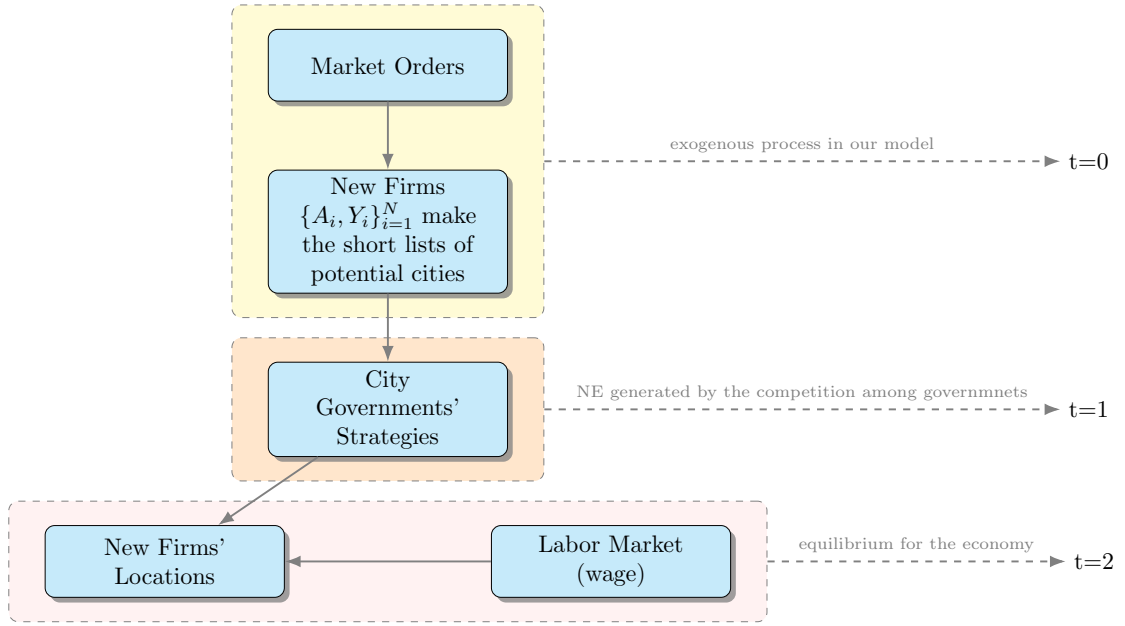 Market Orders
exogenous process in our model
t=0
New Firms
$\{A_i, Y_i\}_{i=1}^N$ make
the short lists of
potential cities
City
Governments'
Strategies
NE generated by the competition among governmnets
t=1
New Firms'
Locations
Labor Market
(wage)
equilibrium for the economy
t=2